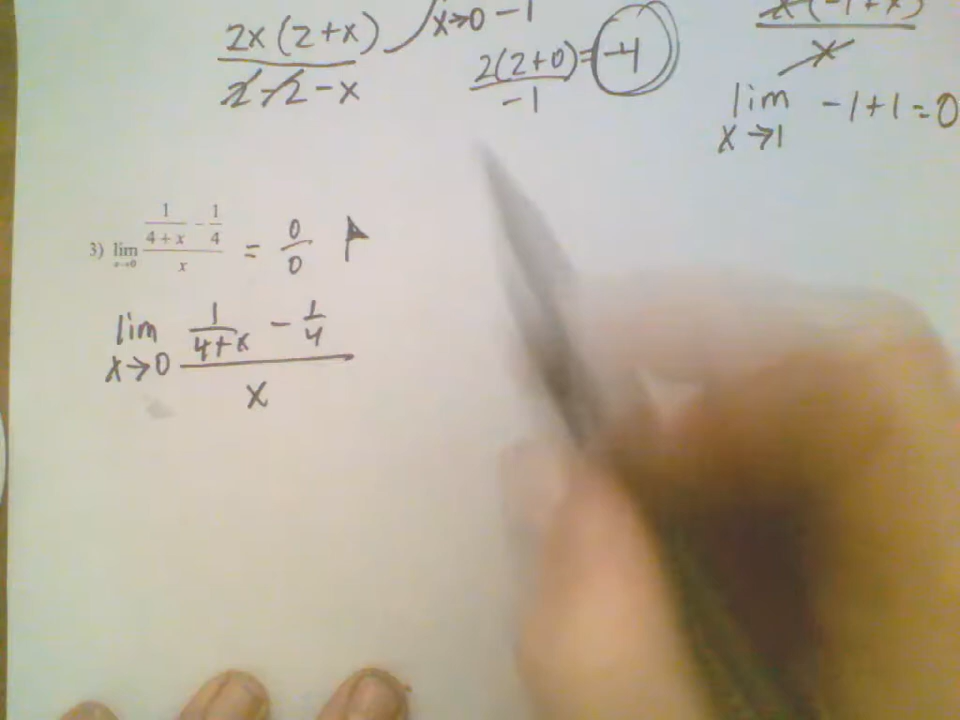 2x(2+x) / 2-2-x
x→0 -1
2(2+0) / -1 = -4
x(-1+x) / x
lim x→1 -1+1=0
3) lim x→0 (1/(4+x) - 1/4) / x = 0/0
lim x→0 (1/(4+x) - 1/4) / x